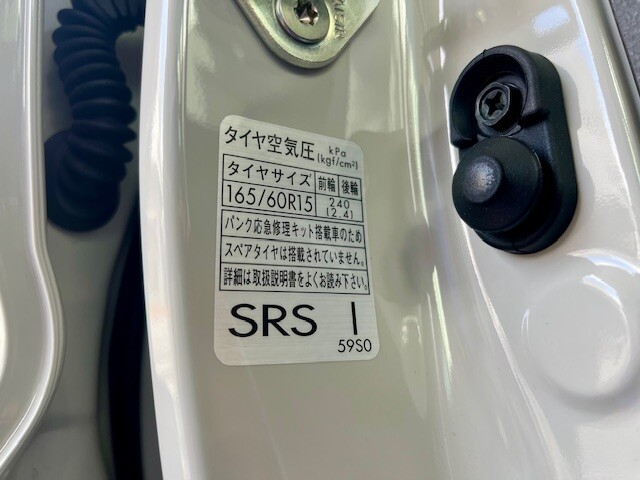 タイヤ空気圧 kPa (kgf/cm²)
タイヤサイズ 前輪 後輪
165/60R15 240 (2.4)
パンク応急修理キット搭載車のため
スペアタイヤは搭載されていません。
詳細は取扱説明書をよくお読み下さい。
SRS I
59S0